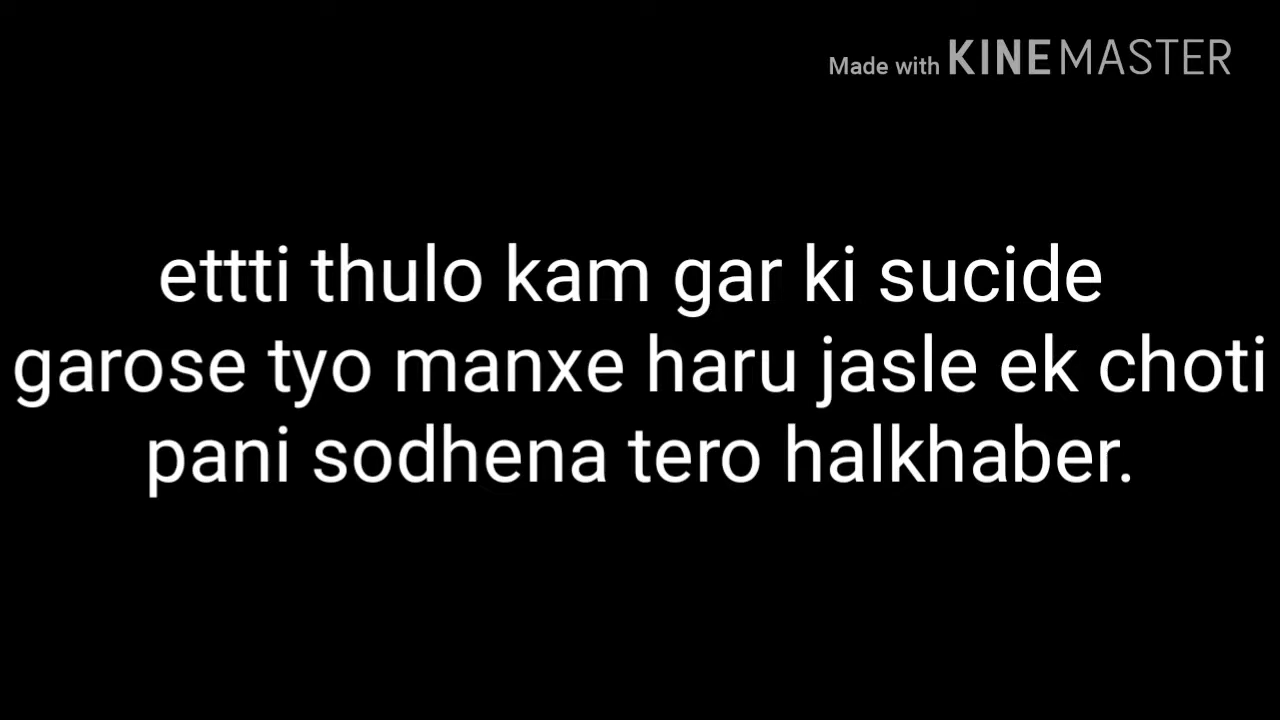 Made with KINEMASTER
ettti thulo kam gar ki sucide
garose tyo manxe haru jasle ek choti
pani sodhena tero halkhaber.